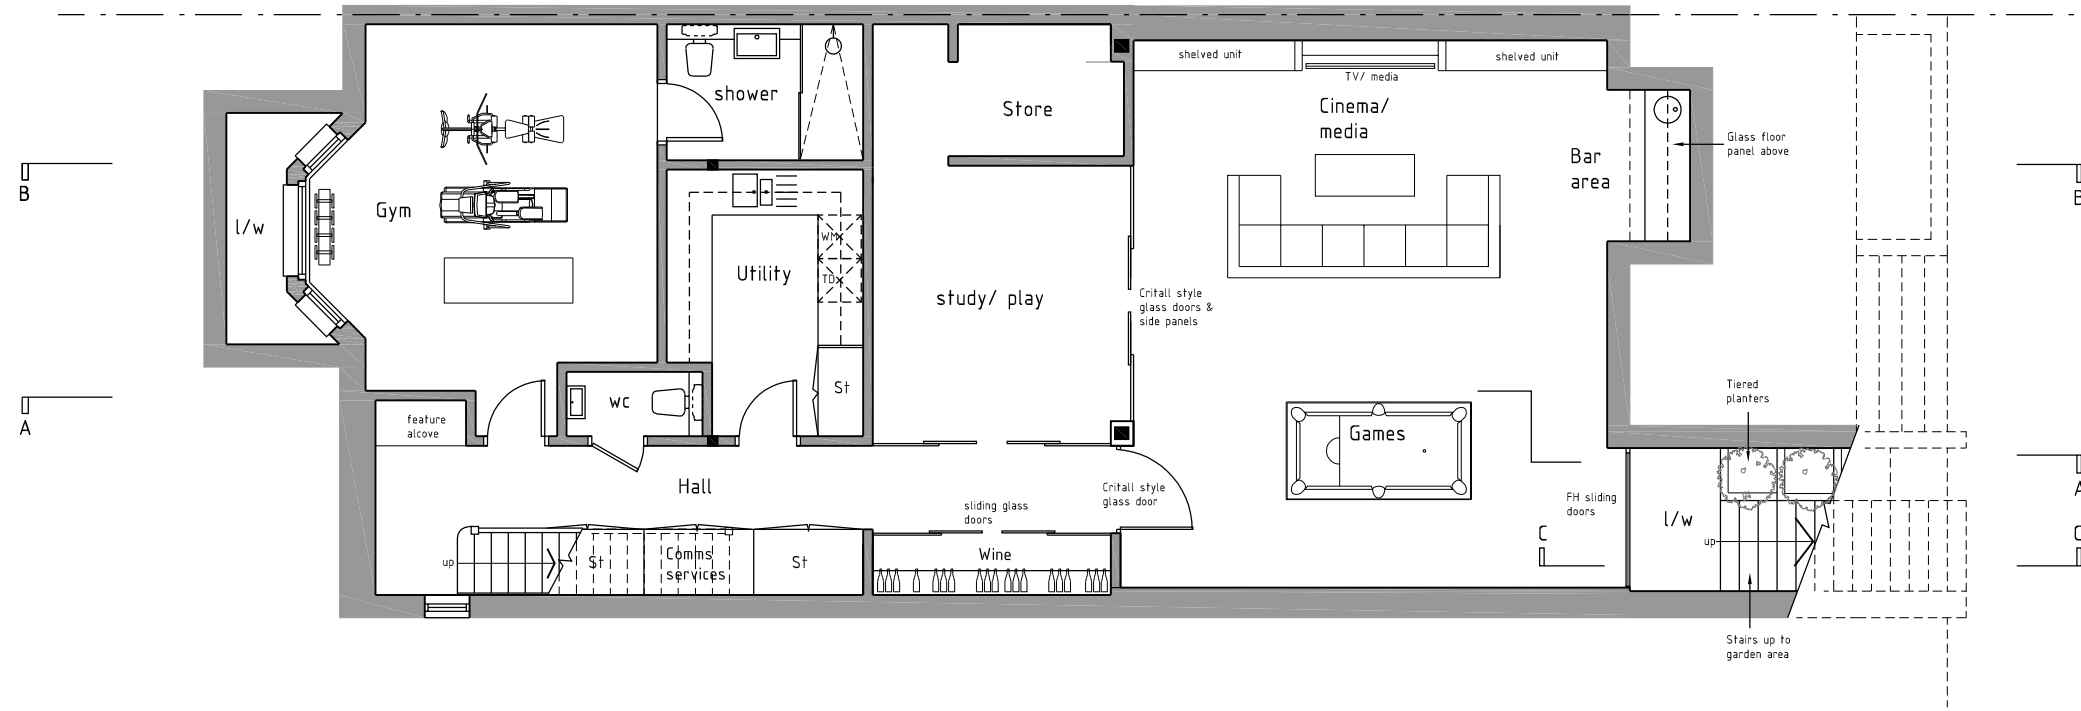 shelved unit
TV/ media
shelved unit
shower
Store
Cinema/
media
Bar
area
Glass floor
panel above
B
B
l/w
Gym
WM
TD
Utility
study/ play
Critall style
glass doors &
side panels
St
wc
feature
alcove
A
Tiered
planters
Games
Hall
Critall style
glass door
sliding glass
doors
FH sliding
doors
A
l/w
up
C
C
Wine
up
St
Comms
services
St
Stairs up to
garden area